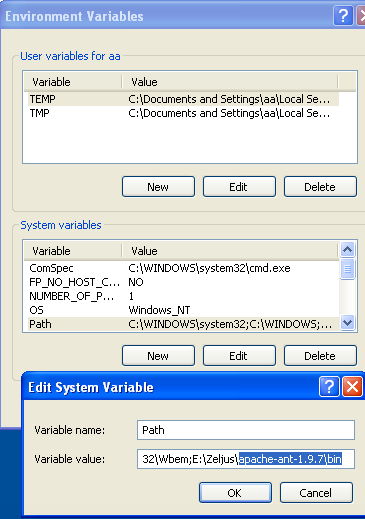 Environment Variables
User variables for aa
Variable Value
TEMP C:\Documents and Settings\aa\Local Se...
TMP C:\Documents and Settings\aa\Local Se...
New Edit Delete
System variables
Variable Value
ComSpec C:\WINDOWS\system32\cmd.exe
FP_NO_HOST_C... NO
NUMBER_OF_P... 1
OS Windows_NT
Path C:\WINDOWS\system32;C:\WINDOWS;...
New Edit Delete
Edit System Variable
Variable name: Path
Variable value: 32\Wbem;E:\Zeljus\apache-ant-1.9.7\bin
OK Cancel